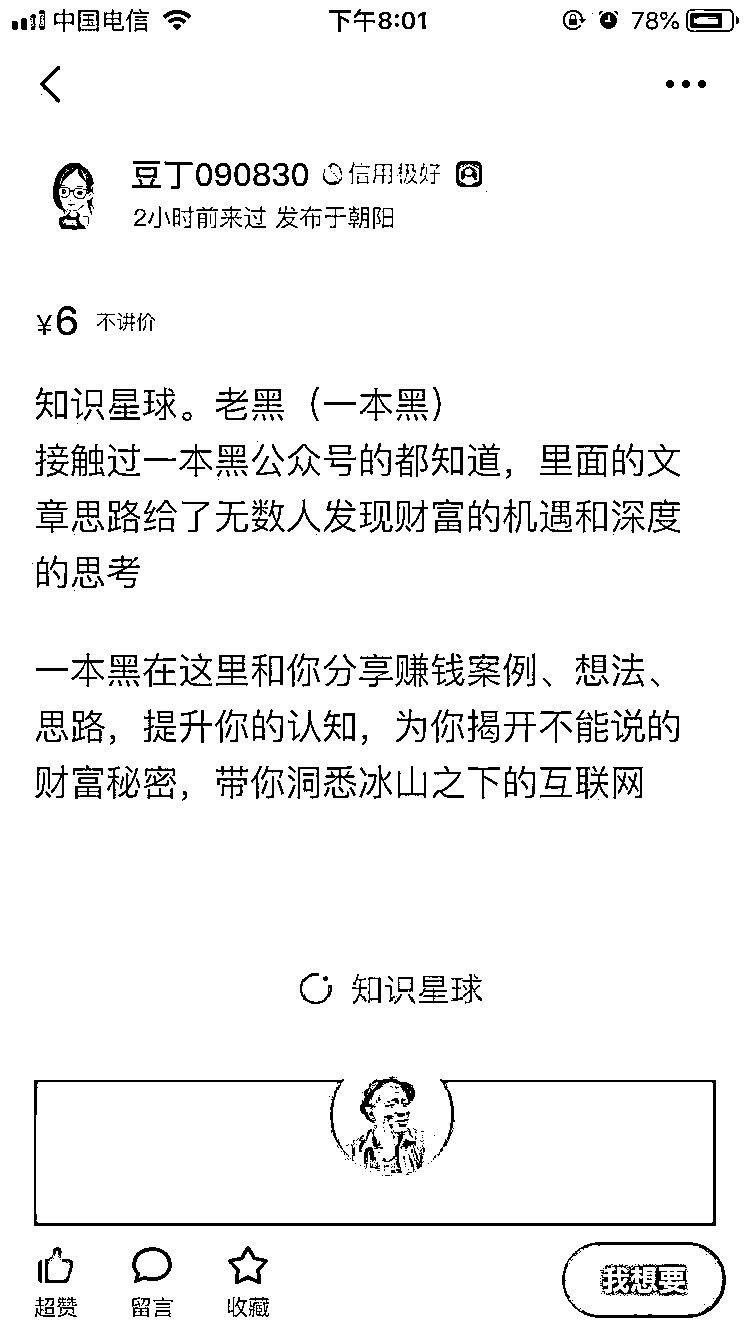 中国电信 下午8:01 78%
豆丁090830 信用极好
2小时前来过 发布于朝阳
¥6 不讲价
知识星球。老黑（一本黑）
接触过一本黑公众号的都知道，里面的文
章思路给了无数人发现财富的机遇和深度
的思考
一本黑在这里和你分享赚钱案例、想法、
思路，提升你的认知，为你揭开不能说的
财富秘密，带你洞悉冰山之下的互联网
知识星球
超赞 留言 收藏 我想要